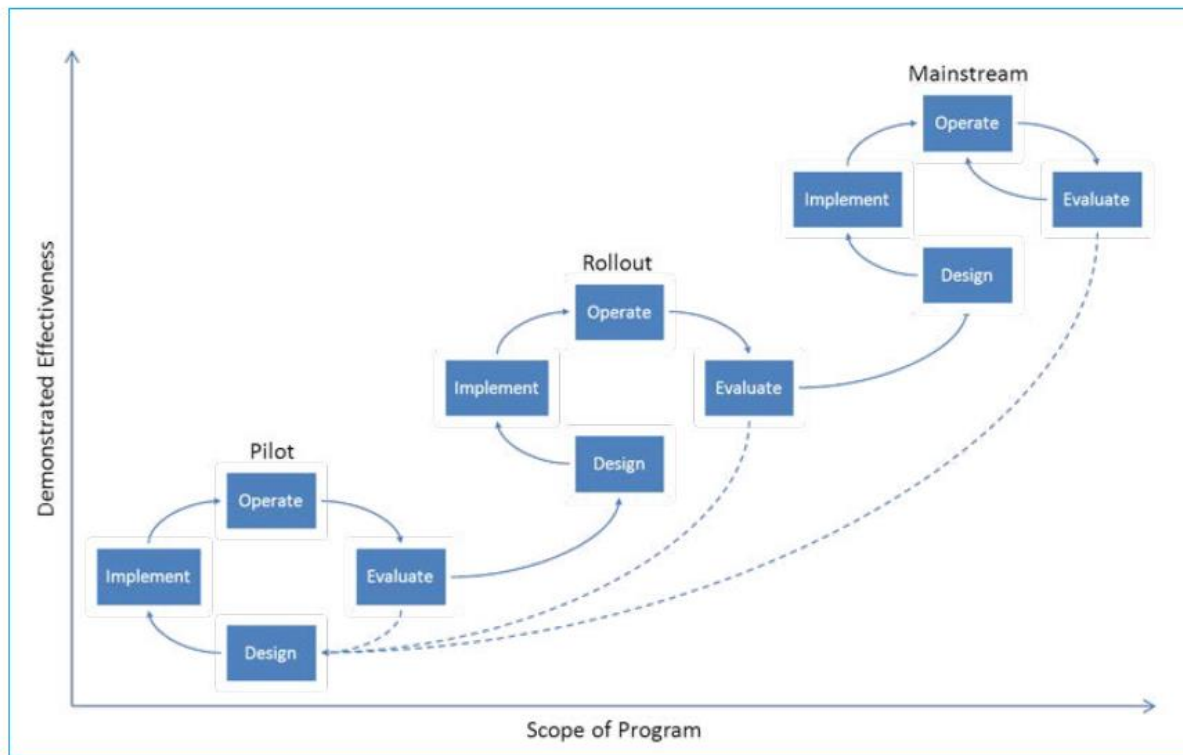 Mainstream
Operate
Implement
Evaluate
Design
Rollout
Operate
Implement
Evaluate
Design
Pilot
Operate
Implement
Evaluate
Design
Demonstrated Effectiveness
Scope of Program